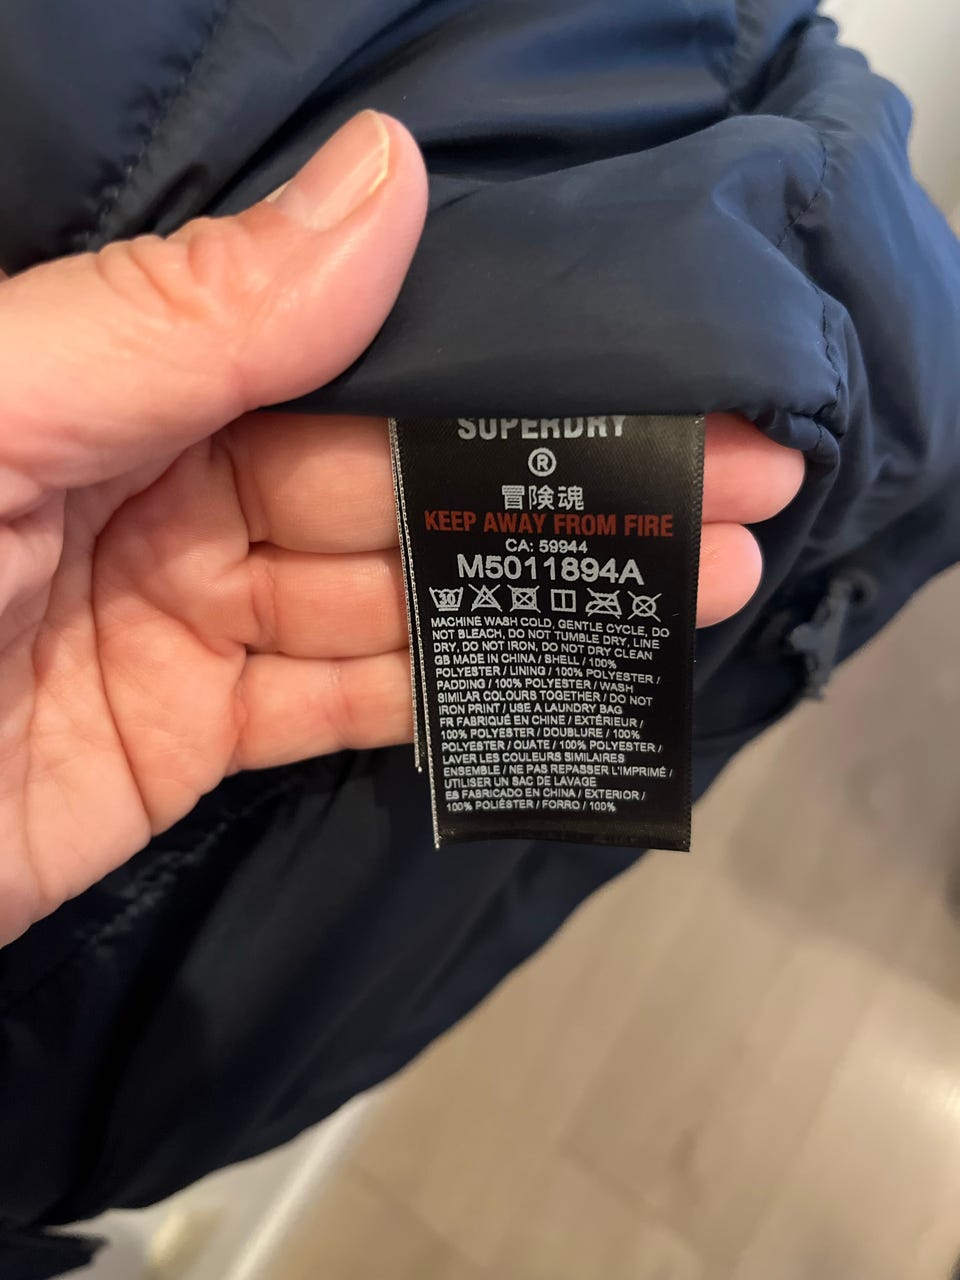 SUPERDRY
®
冒険魂
KEEP AWAY FROM FIRE
CA: 59944
M5011894A
30
MACHINE WASH COLD, GENTLE CYCLE, DO
NOT BLEACH, DO NOT TUMBLE DRY, LINE
DRY, DO NOT IRON, DO NOT DRY CLEAN
GB MADE IN CHINA / SHELL / 100%
POLYESTER / LINING / 100% POLYESTER /
PADDING / 100% POLYESTER / WASH
SIMILAR COLOURS TOGETHER / DO NOT
IRON PRINT / USE A LAUNDRY BAG
FR FABRIQUÉ EN CHINE / EXTÉRIEUR /
100% POLYESTER / DOUBLURE / 100%
POLYESTER / OUATE / 100% POLYESTER /
LAVER LES COULEURS SIMILAIRES
ENSEMBLE / NE PAS REPASSER L'IMPRIMÉ /
UTILISER UN SAC DE LAVAGE
ES FABRICADO EN CHINA / EXTERIOR /
100% POLIÉSTER / FORRO / 100%